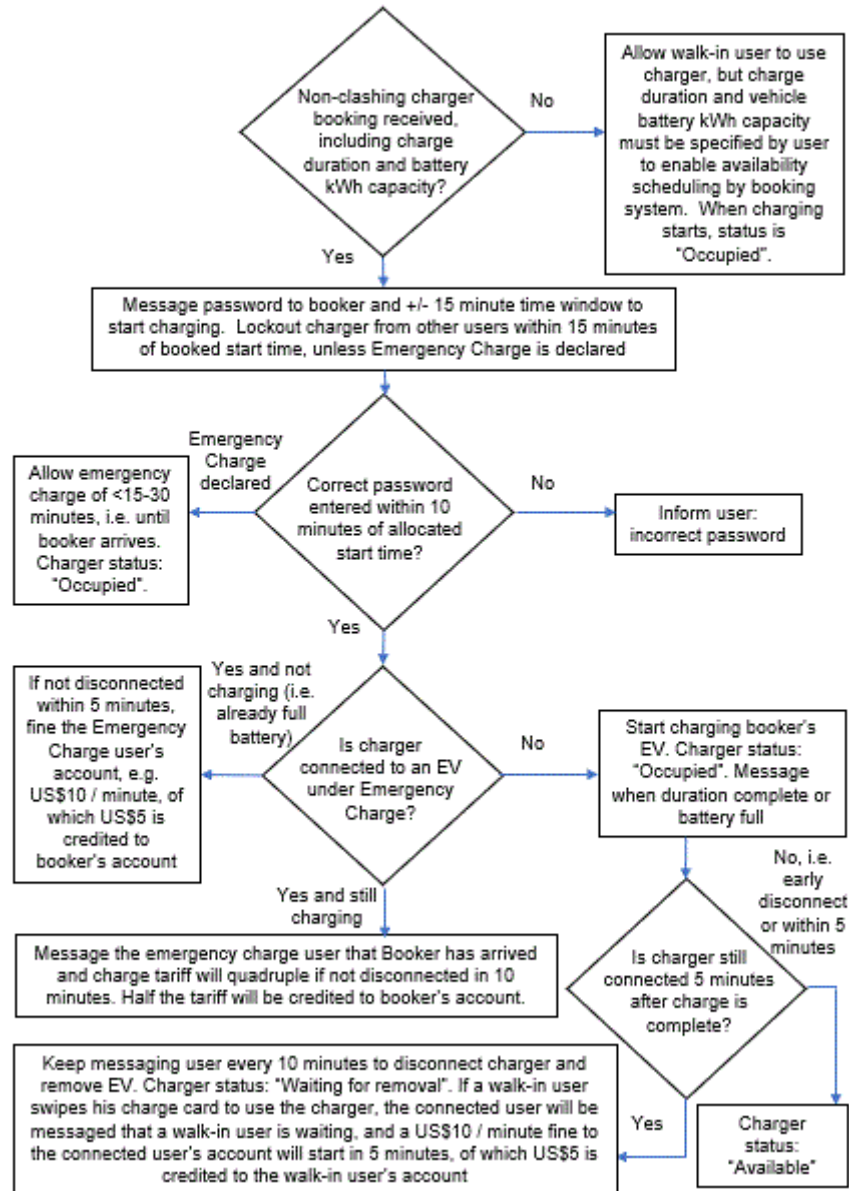 Non-clashing charger
booking received,
including charge
duration and battery
kWh capacity?
No
Allow walk-in user to use
charger, but charge
duration and vehicle
battery kWh capacity
must be specified by user
to enable availability
scheduling by booking
system. When charging
starts, status is
"Occupied".
Yes
Message password to booker and +/- 15 minute time window to
start charging. Lockout charger from other users within 15 minutes
of booked start time, unless Emergency Charge is declared
Emergency
Charge
declared
Allow emergency
charge of <15-30
minutes, i.e. until
booker arrives.
Charger status:
"Occupied".
Correct password
entered within 10
minutes of allocated
start time?
No
Inform user:
incorrect password
Yes
Yes and not
charging (i.e.
already full
battery)
If not disconnected
within 5 minutes,
fine the Emergency
Charge user's
account, e.g.
US$10 / minute, of
which US$5 is
credited to
booker's account
Is charger
connected to an EV
under Emergency
Charge?
No
Start charging booker's
EV. Charger status:
"Occupied". Message
when duration complete or
battery full
Yes and still
charging
Message the emergency charge user that Booker has arrived
and charge tariff will quadruple if not disconnected in 10
minutes. Half the tariff will be credited to booker's account.
No, i.e.
early
disconnect
or within 5
minutes
Is charger still
connected 5 minutes
after charge is
complete?
Yes
Keep messaging user every 10 minutes to disconnect charger and
remove EV. Charger status: "Waiting for removal". If a walk-in user
swipes his charge card to use the charger, the connected user will be
messaged that a walk-in user is waiting, and a US$10 / minute fine to
the connected user's account will start in 5 minutes, of which US$5 is
credited to the walk-in user's account
Charger
status:
"Available"